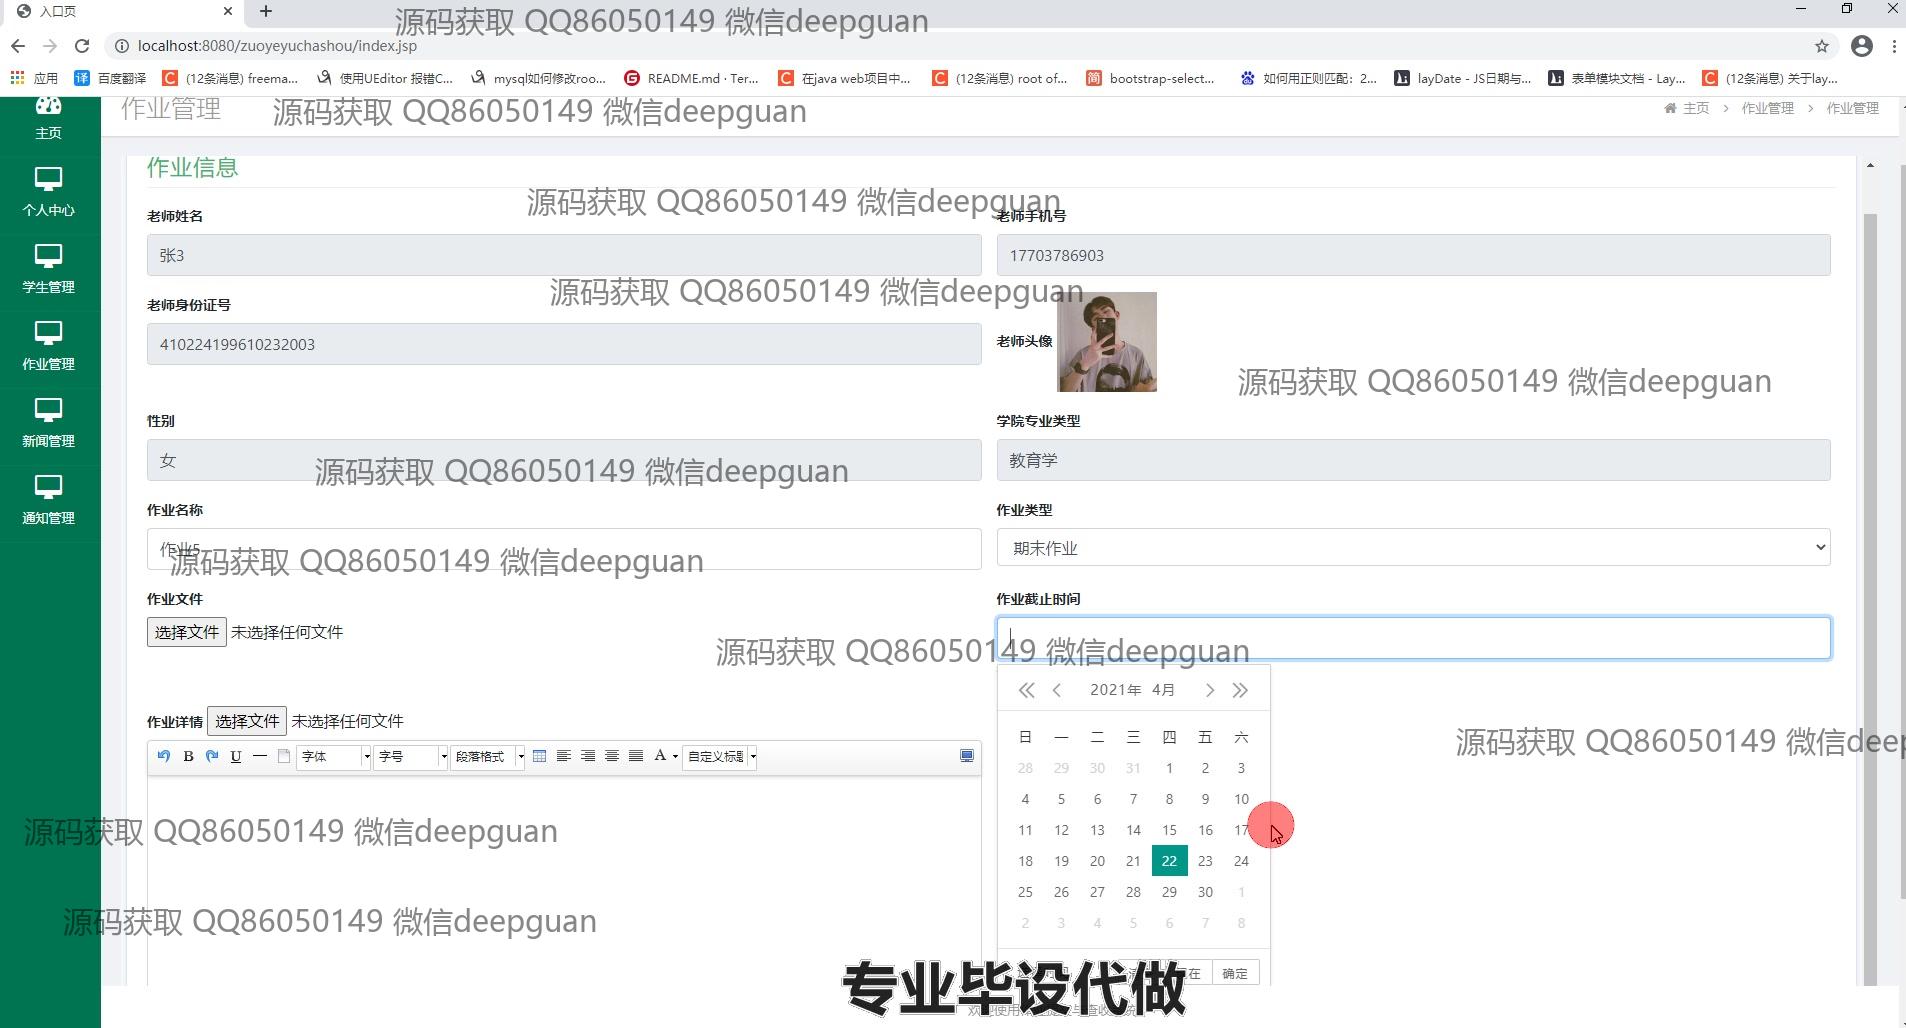 入口页
源码获取 QQ86050149 微信deepguan
localhost:8080/zuoyeyuchashou/index.jsp
应用 百度翻译 (12条消息) freema... 使用UEditor 报错C... mysql如何修改roo... README.md · Ter... 在java web项目中... (12条消息) root of... bootstrap-select... 如何用正则匹配：2... layDate - JS日期与... 表单模块文档 - Lay... (12条消息) 关于lay...
作业管理
源码获取 QQ86050149 微信deepguan
主页 > 作业管理 > 作业管理
主页
个人中心
学生管理
作业管理
新闻管理
通知管理
作业信息
源码获取 QQ86050149 微信deepguan
老师姓名
老师手机号
张3
17703786903
源码获取 QQ86050149 微信deepguan
老师身份证号
410224199610232003
老师头像
源码获取 QQ86050149 微信deepguan
性别
学院专业类型
女
教育学
源码获取 QQ86050149 微信deepguan
作业名称
作业类型
作业5
期末作业
源码获取 QQ86050149 微信deepguan
作业文件
作业截止时间
选择文件 未选择任何文件
源码获取 QQ86050149 微信deepguan
作业详情 选择文件 未选择任何文件
B U 字体 字号 段落格式 A 自定义标题
2021年 4月
日 一 二 三 四 五 六
28 29 30 31 1 2 3
4 5 6 7 8 9 10
11 12 13 14 15 16 17
18 19 20 21 22 23 24
25 26 27 28 29 30 1
2 3 4 5 6 7 8
确定
源码获取 QQ86050149 微信deep
源码获取 QQ86050149 微信deepguan
源码获取 QQ86050149 微信deepguan
专业毕设代做